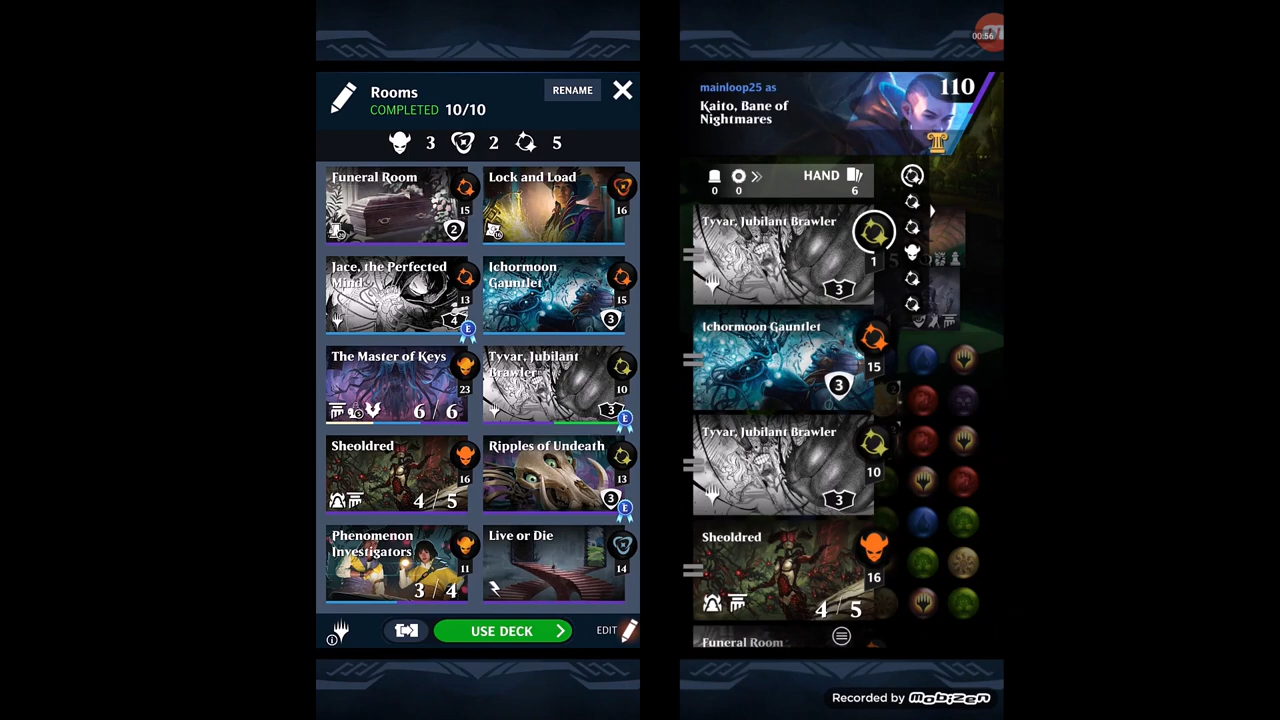 Rooms
RENAME
COMPLETED 10/10
3 2 5
Funeral Room
15
2
Lock and Load
16
Jace, the Perfected
Mind
13
4
E
Ichormoon
Gauntlet
15
3
The Master of Keys
23
6 / 6
Tyvar, Jubilant
Brawler
10
3
E
Sheoldred
16
4 / 5
Ripples of Undeath
13
3
E
Phenomenon
Investigators
11
3 / 4
Live or Die
14
USE DECK
EDIT
00:56
mainloop25 as
Kaito, Bane of
Nightmares
110
0 0
HAND
6
Tyvar, Jubilant Brawler
1
3
Ichormoon Gauntlet
15
3
Tyvar, Jubilant Brawler
10
3
Sheoldred
16
4 / 5
Funeral Room
Recorded by Mobizen